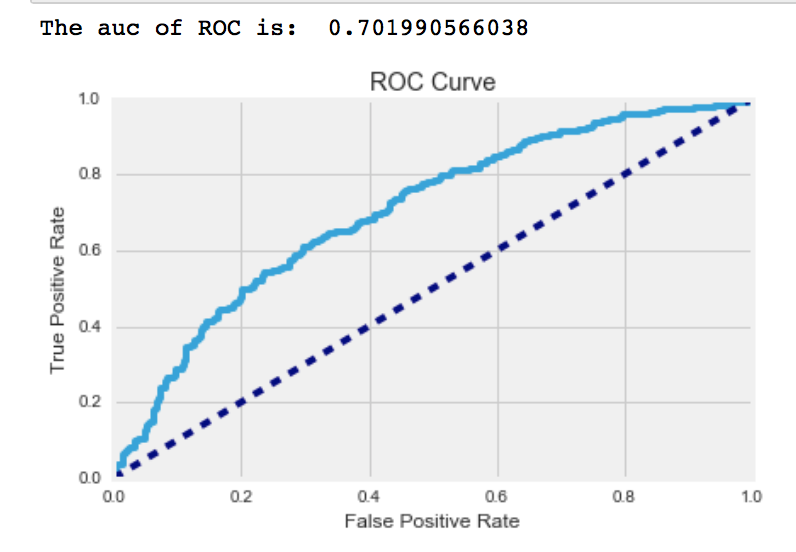 The auc of ROC is:  0.701990566038
ROC Curve
True Positive Rate
1.0
0.8
0.6
0.4
0.2
0.0
0.0 0.2 0.4 0.6 0.8 1.0
False Positive Rate